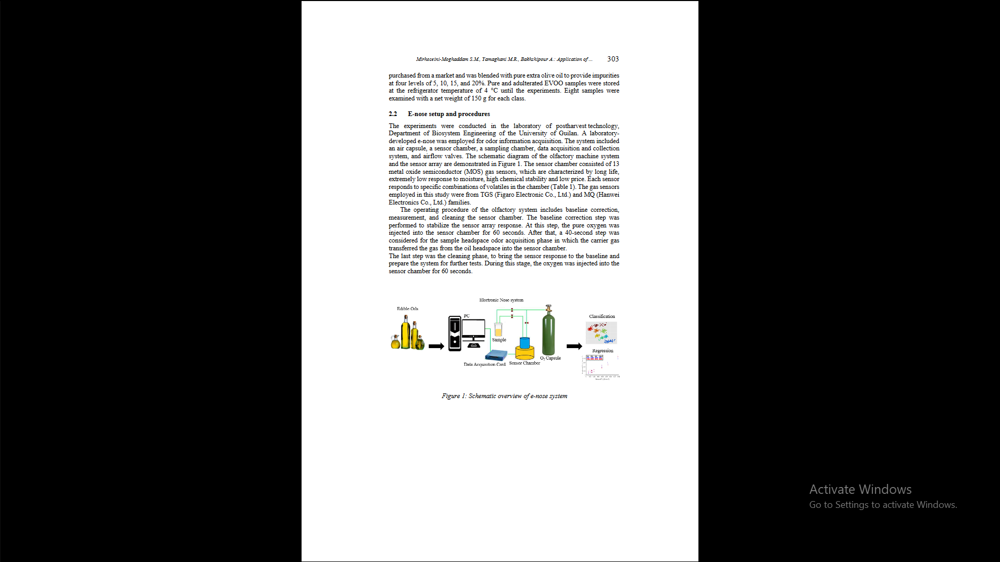 Mirhoseini-Moghaddam S.M., Yamaghani M.R., Bakhshipour A.: Application of ... 303
purchased from a market and was blended with pure extra olive oil to provide impurities
at four levels of 5, 10, 15, and 20%. Pure and adulterated EVOO samples were stored
at the refrigerator temperature of 4 °C until the experiments. Eight samples were
examined with a net weight of 150 g for each class.
2.2 E-nose setup and procedures
The experiments were conducted in the laboratory of postharvest technology,
Department of Biosystem Engineering of the University of Guilan. A laboratory-
developed e-nose was employed for odor information acquisition. The system included
an air capsule, a sensor chamber, a sampling chamber, data acquisition and collection
system, and airflow valves. The schematic diagram of the olfactory machine system
and the sensor array are demonstrated in Figure 1. The sensor chamber consisted of 13
metal oxide semiconductor (MOS) gas sensors, which are characterized by long life,
extremely low response to moisture, high chemical stability and low price. Each sensor
responds to specific combinations of volatiles in the chamber (Table 1). The gas sensors
employed in this study were from TGS (Figaro Electronic Co., Ltd.) and MQ (Hanwei
Electronics Co., Ltd.) families.
The operating procedure of the olfactory system includes baseline correction,
measurement, and cleaning the sensor chamber. The baseline correction step was
performed to stabilize the sensor array response. At this step, the pure oxygen was
injected into the sensor chamber for 60 seconds. After that, a 40-second step was
considered for the sample headspace odor acquisition phase in which the carrier gas
transferred the gas from the oil headspace into the sensor chamber.
The last step was the cleaning phase, to bring the sensor response to the baseline and
prepare the system for further tests. During this stage, the oxygen was injected into the
sensor chamber for 60 seconds.
Electronic Nose system
Edible Oils
PC
Classification
Sample
Regression
O₂ Capsule
Data Acquisition Card
Sensor Chamber
Figure 1: Schematic overview of e-nose system
Activate Windows
Go to Settings to activate Windows.